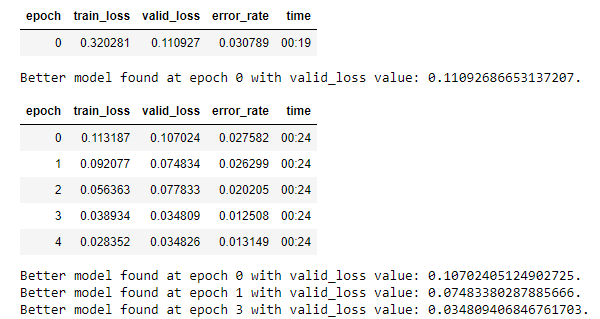 epoch train_loss valid_loss error_rate time
0 0.320281 0.110927 0.030789 00:19
Better model found at epoch 0 with valid_loss value: 0.11092686653137207.
epoch train_loss valid_loss error_rate time
0 0.113187 0.107024 0.027582 00:24
1 0.092077 0.074834 0.026299 00:24
2 0.056363 0.077833 0.020205 00:24
3 0.038934 0.034809 0.012508 00:24
4 0.028352 0.034826 0.013149 00:24
Better model found at epoch 0 with valid_loss value: 0.10702405124902725.
Better model found at epoch 1 with valid_loss value: 0.07483380287885666.
Better model found at epoch 3 with valid_loss value: 0.034809406846761703.